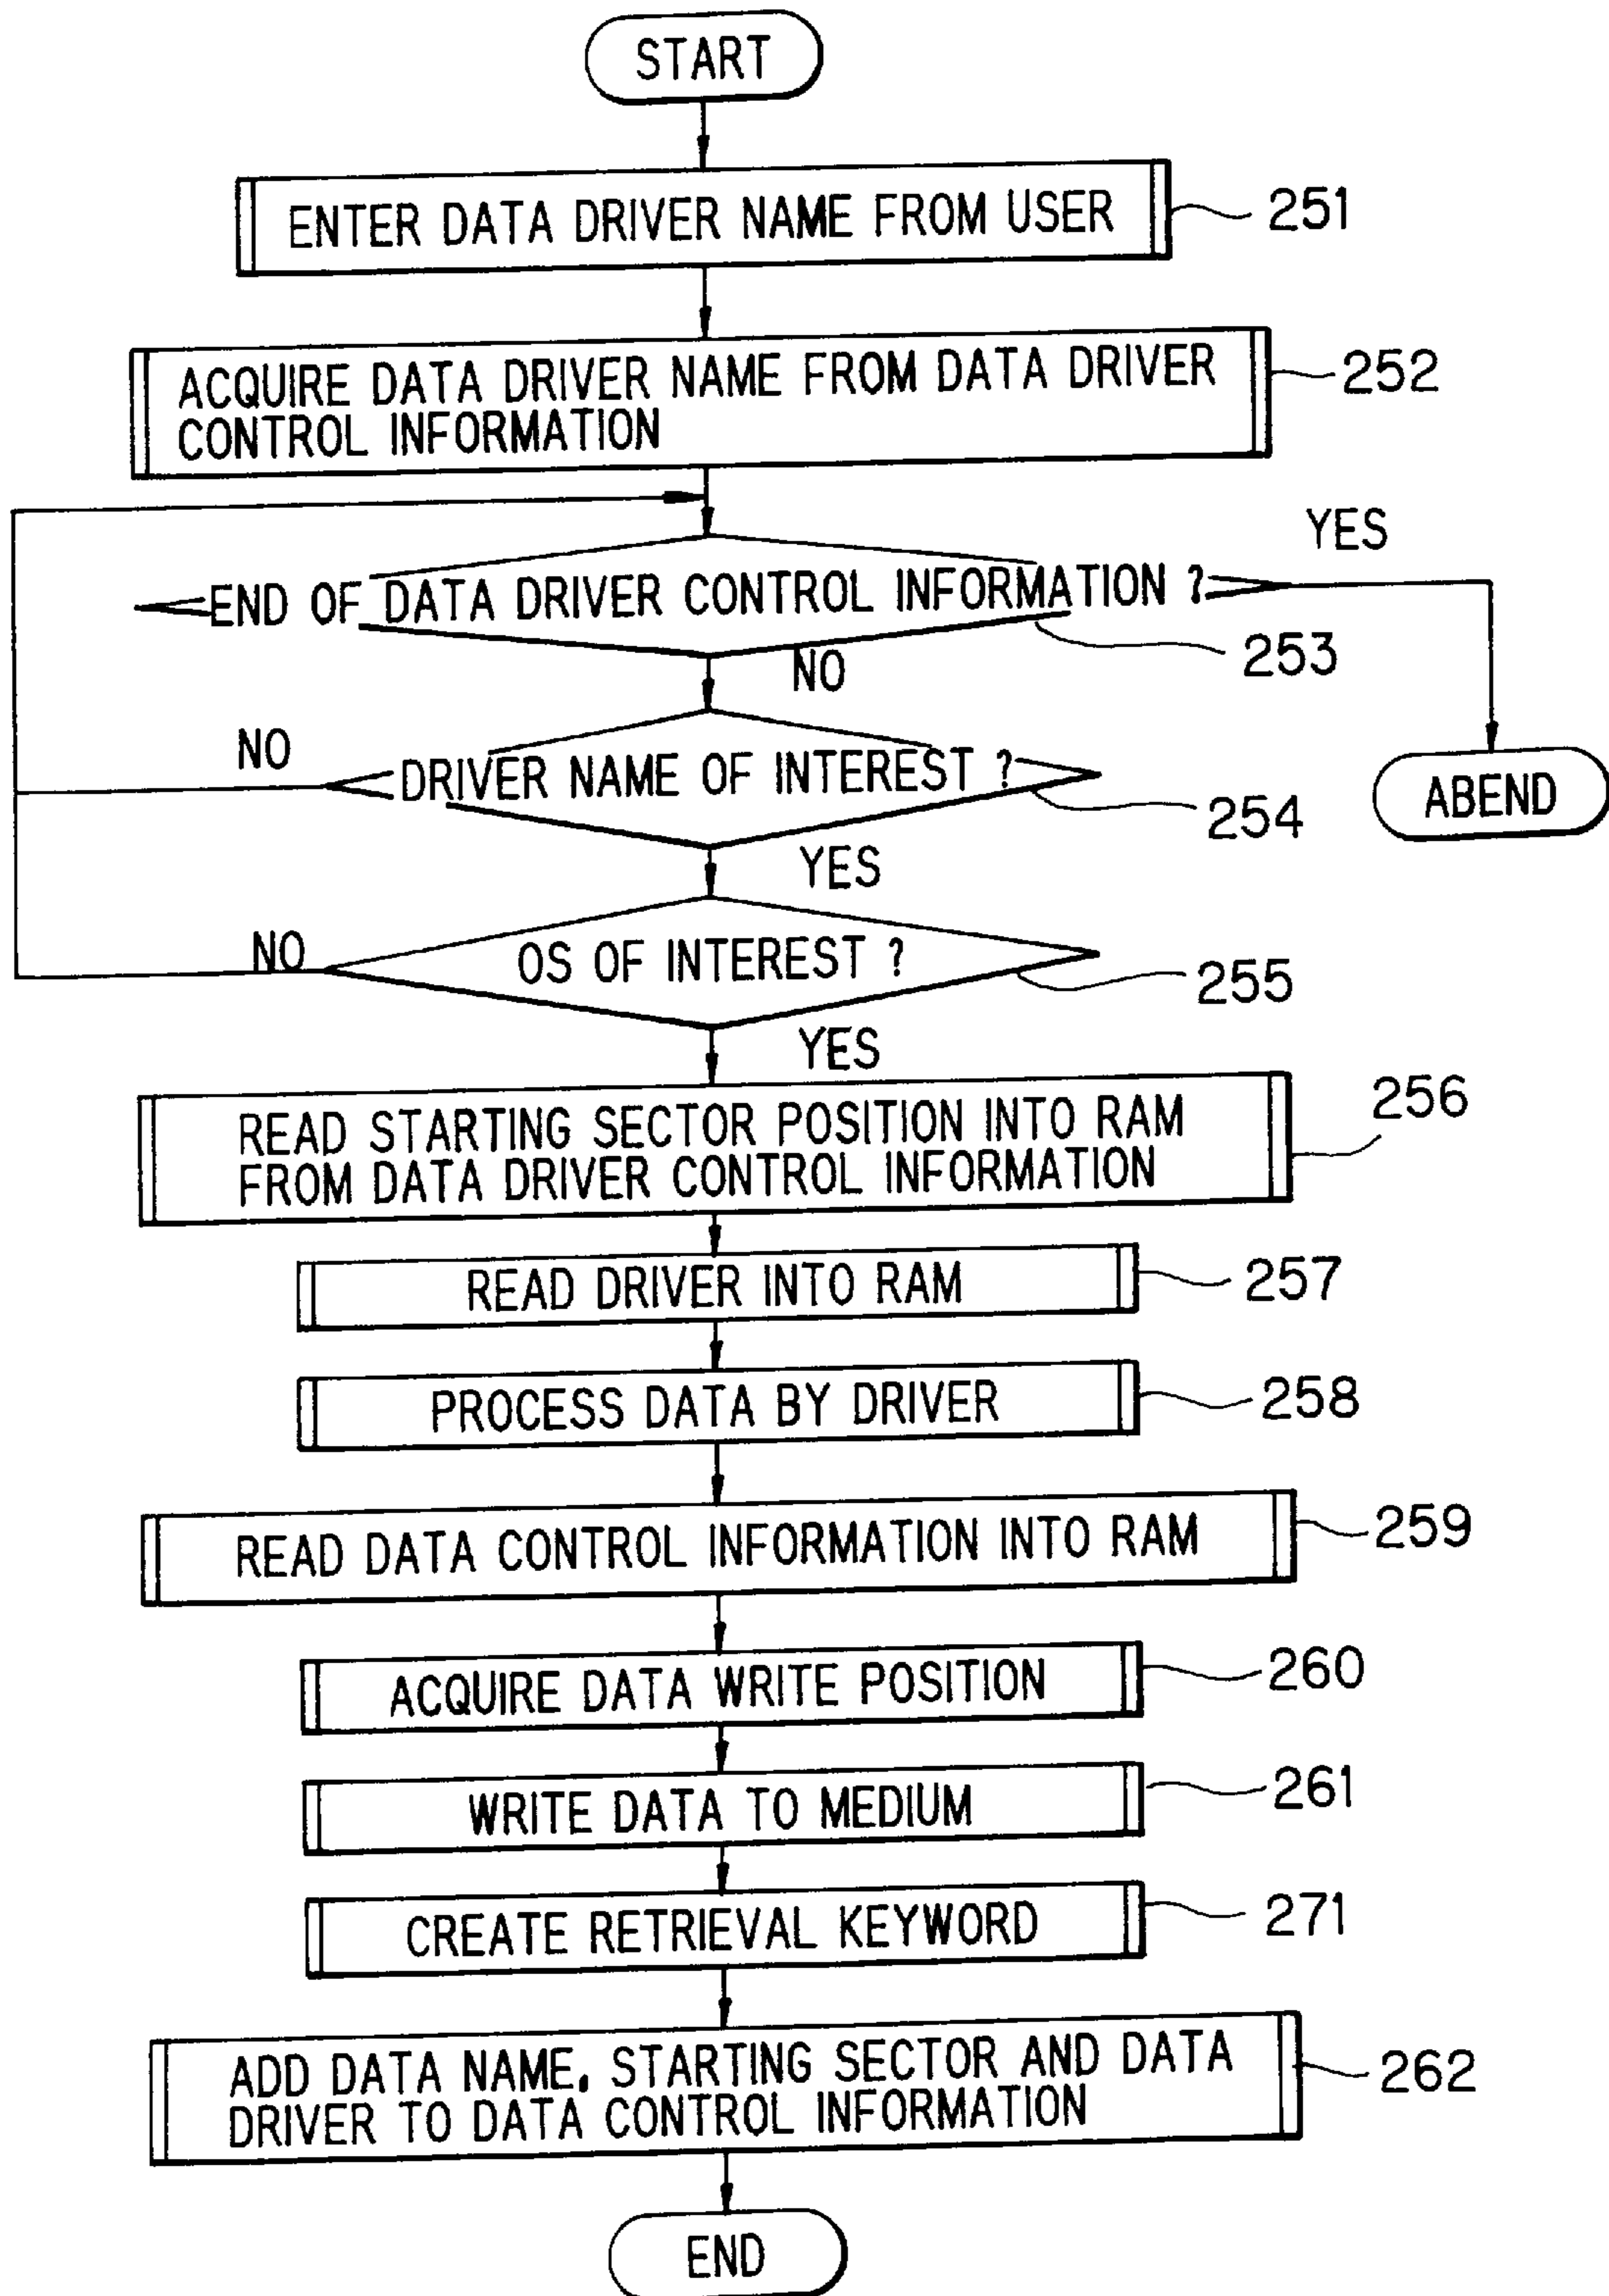 START
ENTER DATA DRIVER NAME FROM USER
251
ACQUIRE DATA DRIVER NAME FROM DATA DRIVER
CONTROL INFORMATION
252
YES
END OF DATA DRIVER CONTROL INFORMATION ?
253
NO
NO
DRIVER NAME OF INTEREST ?
254
ABEND
YES
NO
OS OF INTEREST ?
255
YES
READ STARTING SECTOR POSITION INTO RAM
FROM DATA DRIVER CONTROL INFORMATION
256
READ DRIVER INTO RAM
257
PROCESS DATA BY DRIVER
258
READ DATA CONTROL INFORMATION INTO RAM
259
ACQUIRE DATA WRITE POSITION
260
WRITE DATA TO MEDIUM
261
CREATE RETRIEVAL KEYWORD
271
ADD DATA NAME, STARTING SECTOR AND DATA
DRIVER TO DATA CONTROL INFORMATION
262
END